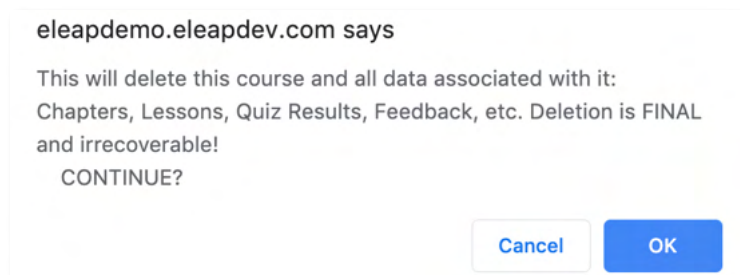 eleapdemo.eleapdev.com says
This will delete this course and all data associated with it:
Chapters, Lessons, Quiz Results, Feedback, etc. Deletion is FINAL
and irrecoverable!
CONTINUE?
Cancel OK